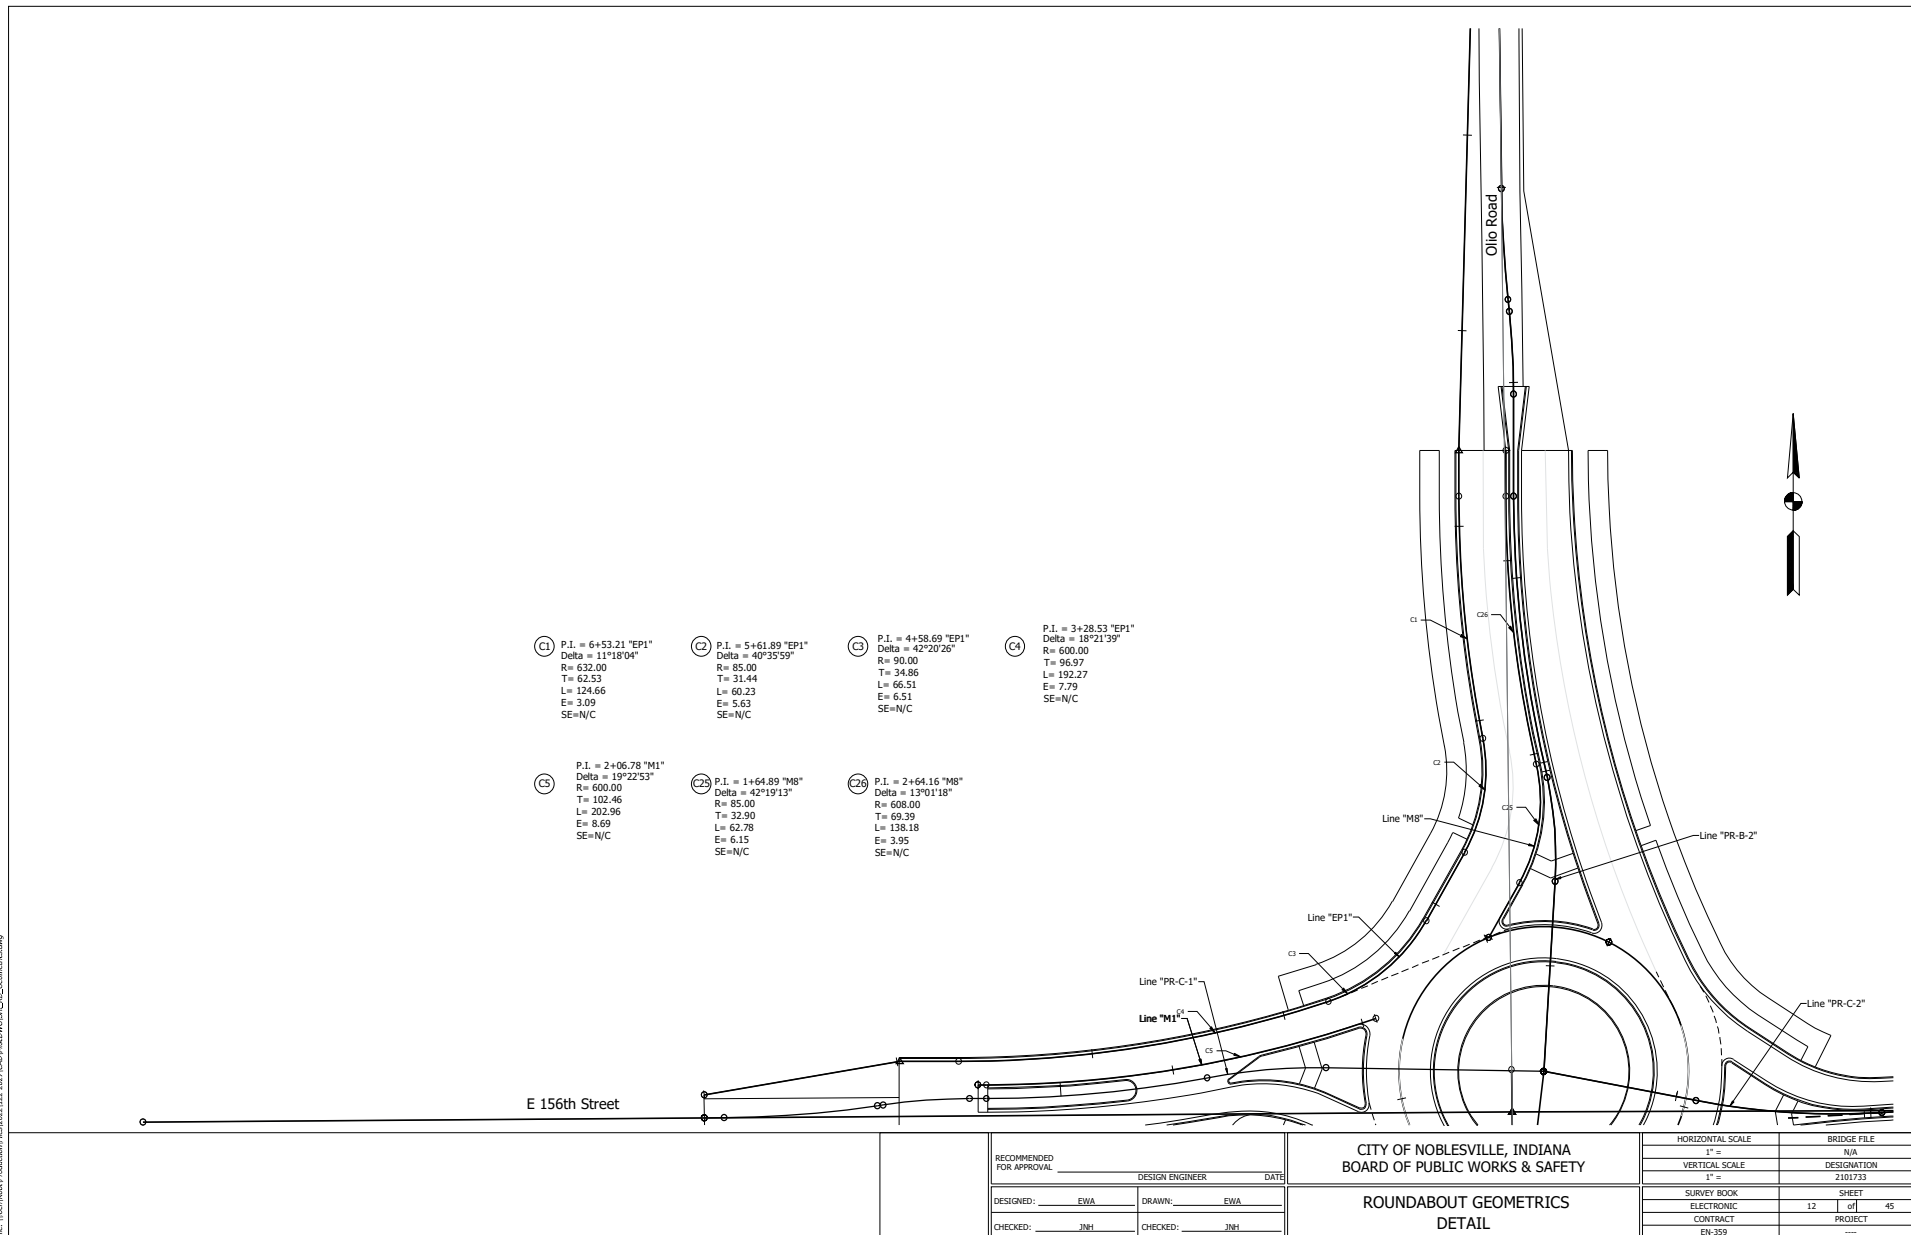 Olio Road
C1
P.I. = 6+53.21 "EP1"
Delta = 11°18'04"
R= 632.00
T= 62.53
L= 124.66
E= 3.09
SE=N/C
C2
P.I. = 5+61.89 "EP1"
Delta = 40°35'59"
R= 85.00
T= 31.44
L= 60.23
E= 5.63
SE=N/C
C3
P.I. = 4+58.69 "EP1"
Delta = 42°20'26"
R= 90.00
T= 34.86
L= 66.51
E= 6.51
SE=N/C
C4
P.I. = 3+28.53 "EP1"
Delta = 18°21'39"
R= 600.00
T= 96.97
L= 192.27
E= 7.79
SE=N/C
C5
P.I. = 2+06.78 "M1"
Delta = 19°22'53"
R= 600.00
T= 102.46
L= 202.96
E= 8.69
SE=N/C
C25
P.I. = 1+64.89 "M8"
Delta = 42°19'13"
R= 85.00
T= 32.90
L= 62.78
E= 6.15
SE=N/C
C26
P.I. = 2+64.16 "M8"
Delta = 13°01'18"
R= 608.00
T= 69.39
L= 138.18
E= 3.95
SE=N/C
C1
C26
C2
C25
Line "M8"
Line "PR-B-2"
Line "EP1"
C3
Line "PR-C-1"
C4
Line "M1"
C5
Line "PR-C-2"
E 156th Street
RECOMMENDED
FOR APPROVAL
DESIGN ENGINEER DATE
DESIGNED: EWA
DRAWN: EWA
CHECKED: JNH
CHECKED: JNH
CITY OF NOBLESVILLE, INDIANA
BOARD OF PUBLIC WORKS & SAFETY
ROUNDABOUT GEOMETRICS
DETAIL
HORIZONTAL SCALE
1" =
VERTICAL SCALE
1" =
BRIDGE FILE
N/A
DESIGNATION
2101733
SURVEY BOOK
ELECTRONIC
CONTRACT
EN-359
SHEET
12 of 45
PROJECT
----